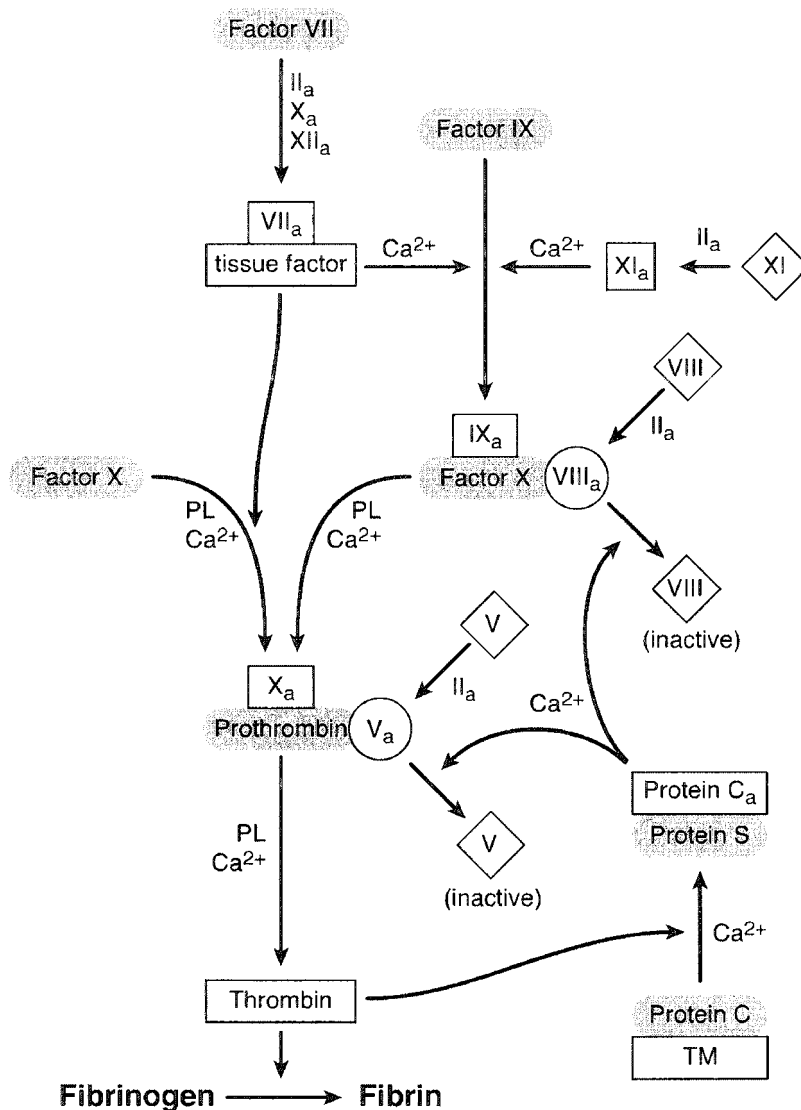 Factor VII
IIₐ
Xₐ
XIIₐ
Factor IX
VIIₐ
tissue factor
Ca²⁺
Ca²⁺
XIₐ
IIₐ
XI
VIII
IIₐ
IXₐ
Factor X
VIIIₐ
Factor X
PL
Ca²⁺
PL
Ca²⁺
VIII
(inactive)
V
IIₐ
Xₐ
Prothrombin
Vₐ
Ca²⁺
Protein Cₐ
Protein S
PL
Ca²⁺
V
(inactive)
Ca²⁺
Thrombin
Protein C
TM
Fibrinogen
Fibrin